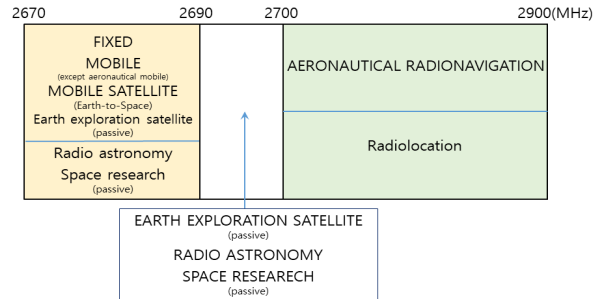 2670 2690 2700 2900(MHz)
FIXED
MOBILE
(except aeronautical mobile)
MOBILE SATELLITE
(Earth-to-Space)
Earth exploration satellite
(passive)
Radio astronomy
Space research
(passive)
AERONAUTICAL RADIONAVIGATION
Radiolocation
EARTH EXPLORATION SATELLITE
(passive)
RADIO ASTRONOMY
SPACE RESEARECH
(passive)